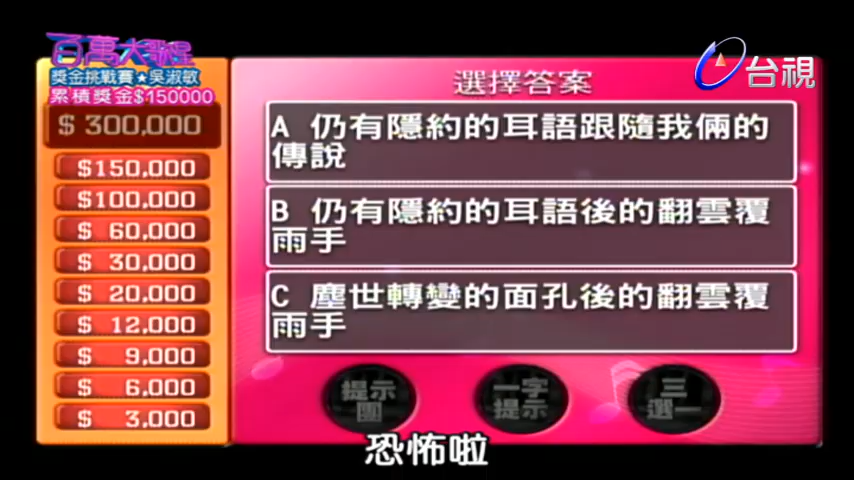 百萬大歌星
獎金挑戰賽★吳淑敏
累積獎金$150000
台視
$ 300,000
$150,000
$100,000
$ 60,000
$ 30,000
$ 20,000
$ 12,000
$ 9,000
$ 6,000
$ 3,000
選擇答案
A 仍有隱約的耳語跟隨我倆的
傳說
B 仍有隱約的耳語後的翻雲覆
雨手
C 塵世轉變的面孔後的翻雲覆
雨手
提示
團
一字
提示
三
選一
恐怖啦